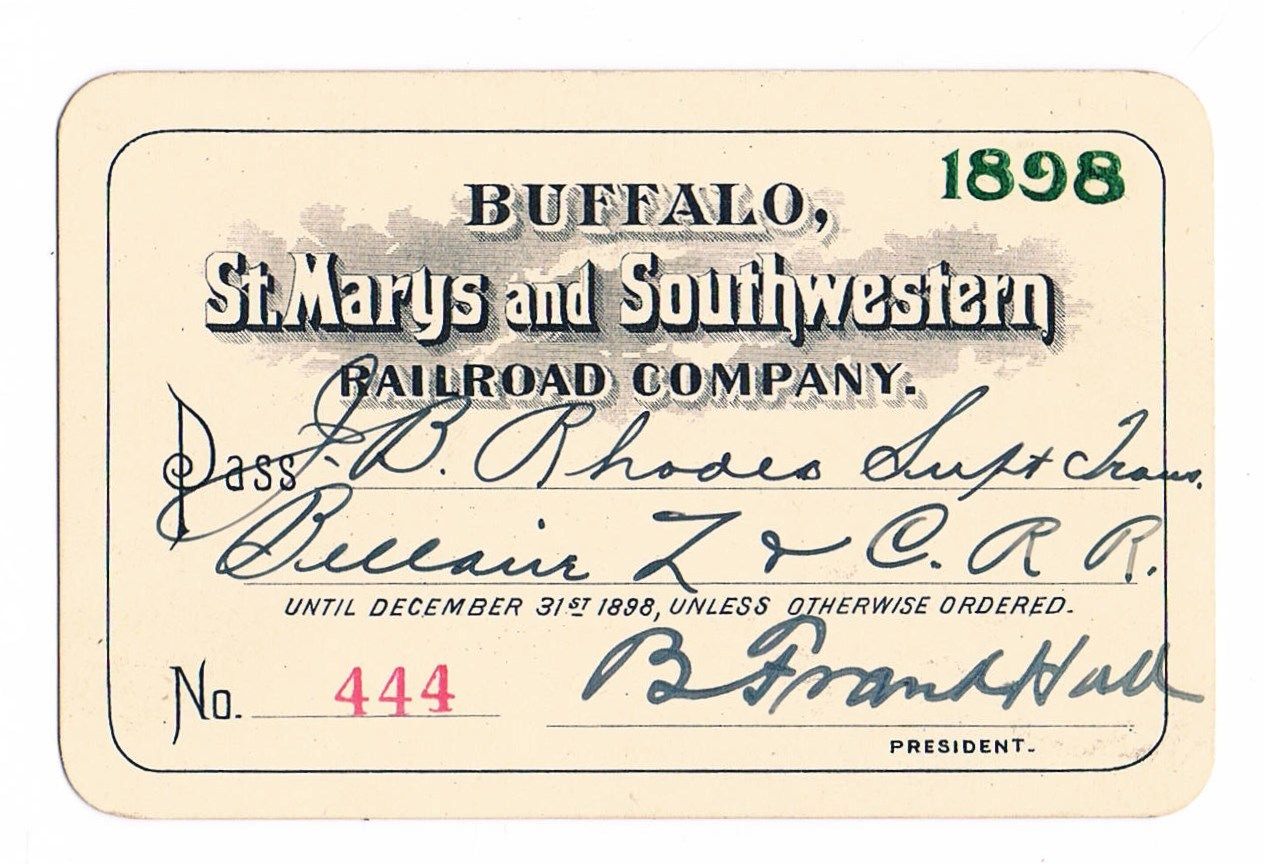 1898
BUFFALO,
St. Marys and Southwestern
RAILROAD COMPANY.
Pass J. B. Rhodes Supt Trans.
Bellaire Z & C. R R.
UNTIL DECEMBER 31ST 1898, UNLESS OTHERWISE ORDERED.
B Frank Hall
No. 444
PRESIDENT.